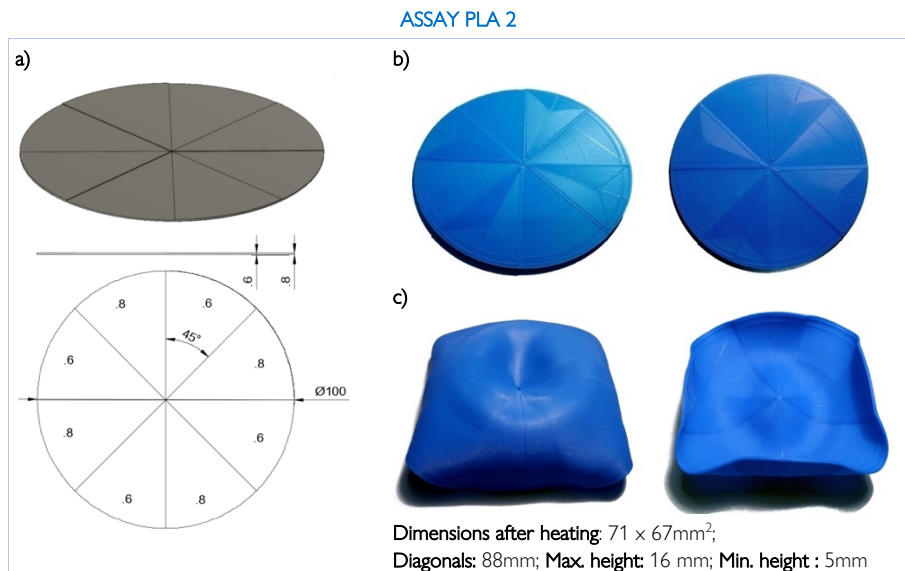 ASSAY PLA 2
a)
.6
.8
.8
.6
45°
.6
.8
Ø100
.8
.6
.6
.8
b)
c)
Dimensions after heating: 71 x 67mm²;
Diagonals: 88mm; Max. height: 16 mm; Min. height : 5mm